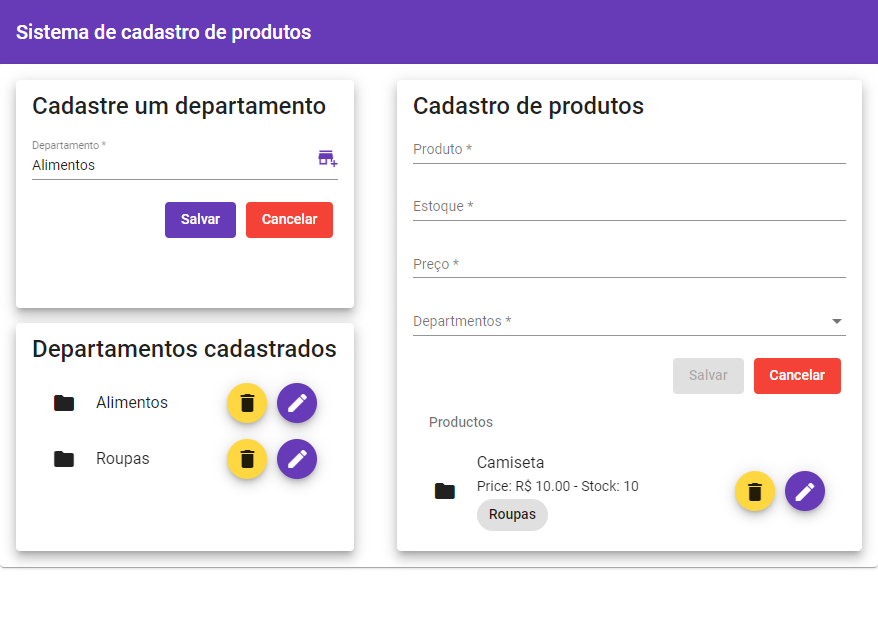 Sistema de cadastro de produtos
Cadastre um departamento
Departamento *
Alimentos
Salvar Cancelar
Departamentos cadastrados
Alimentos
Roupas
Cadastro de produtos
Produto *
Estoque *
Preço *
Departmentos *
Salvar Cancelar
Productos
Camiseta
Price: R$ 10.00 - Stock: 10
Roupas